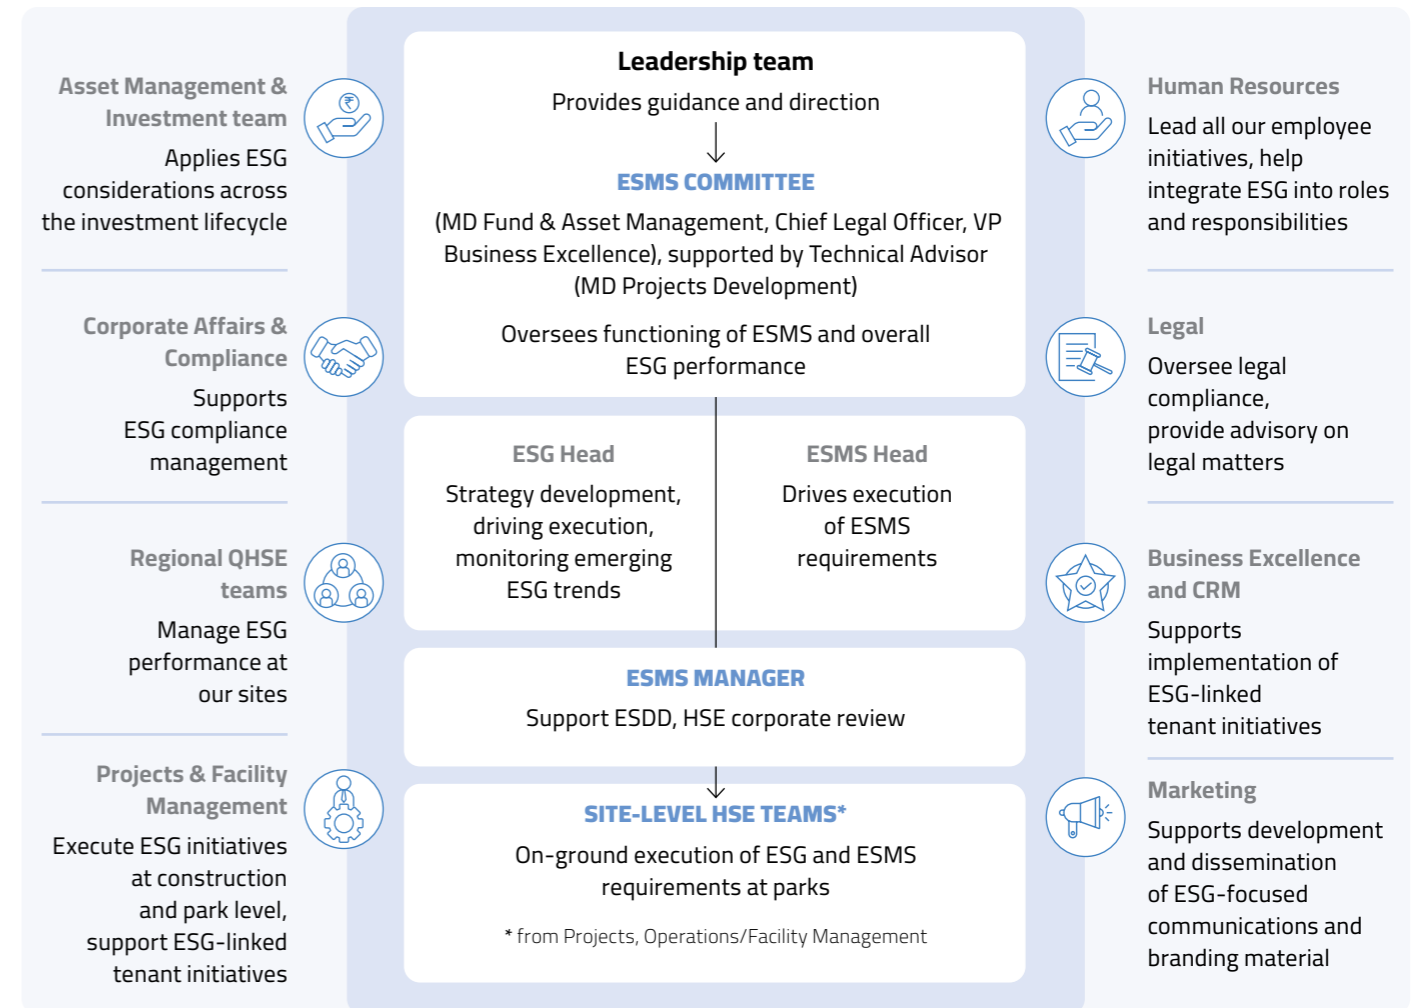 Asset Management &
Investment team
Applies ESG
considerations across
the investment lifecycle
Corporate Affairs &
Compliance
Supports
ESG compliance
management
Regional QHSE
teams
Manage ESG
performance at
our sites
Projects & Facility
Management
Execute ESG initiatives
at construction
and park level,
support ESG-linked
tenant initiatives
Leadership team
Provides guidance and direction
ESMS COMMITTEE
(MD Fund & Asset Management, Chief Legal Officer, VP
Business Excellence), supported by Technical Advisor
(MD Projects Development)
Oversees functioning of ESMS and overall
ESG performance
ESG Head
Strategy development,
driving execution,
monitoring emerging
ESG trends
ESMS Head
Drives execution
of ESMS
requirements
ESMS MANAGER
Support ESDD, HSE corporate review
SITE-LEVEL HSE TEAMS*
On-ground execution of ESG and ESMS
requirements at parks
* from Projects, Operations/Facility Management
Human Resources
Lead all our employee
initiatives, help
integrate ESG into roles
and responsibilities
Legal
Oversee legal
compliance,
provide advisory on
legal matters
Business Excellence
and CRM
Supports
implementation of
ESG-linked
tenant initiatives
Marketing
Supports development
and dissemination
of ESG-focused
communications and
branding material